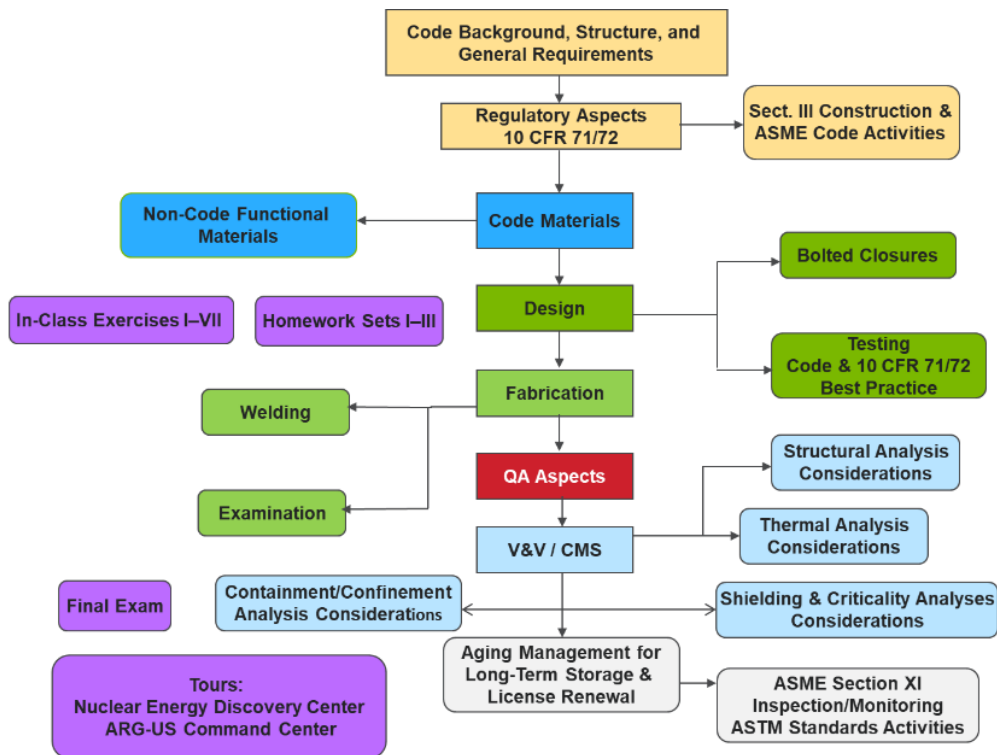 Code Background, Structure, and
General Requirements
Regulatory Aspects
10 CFR 71/72
Sect. III Construction &
ASME Code Activities
Non-Code Functional
Materials
Code Materials
Bolted Closures
In-Class Exercises I–VII
Homework Sets I–III
Design
Testing
Code & 10 CFR 71/72
Best Practice
Welding
Fabrication
Structural Analysis
Considerations
Examination
QA Aspects
Thermal Analysis
Considerations
V&V / CMS
Final Exam
Containment/Confinement
Analysis Considerations
Shielding & Criticality Analyses
Considerations
Aging Management for
Long-Term Storage &
License Renewal
Tours:
Nuclear Energy Discovery Center
ARG-US Command Center
ASME Section XI
Inspection/Monitoring
ASTM Standards Activities